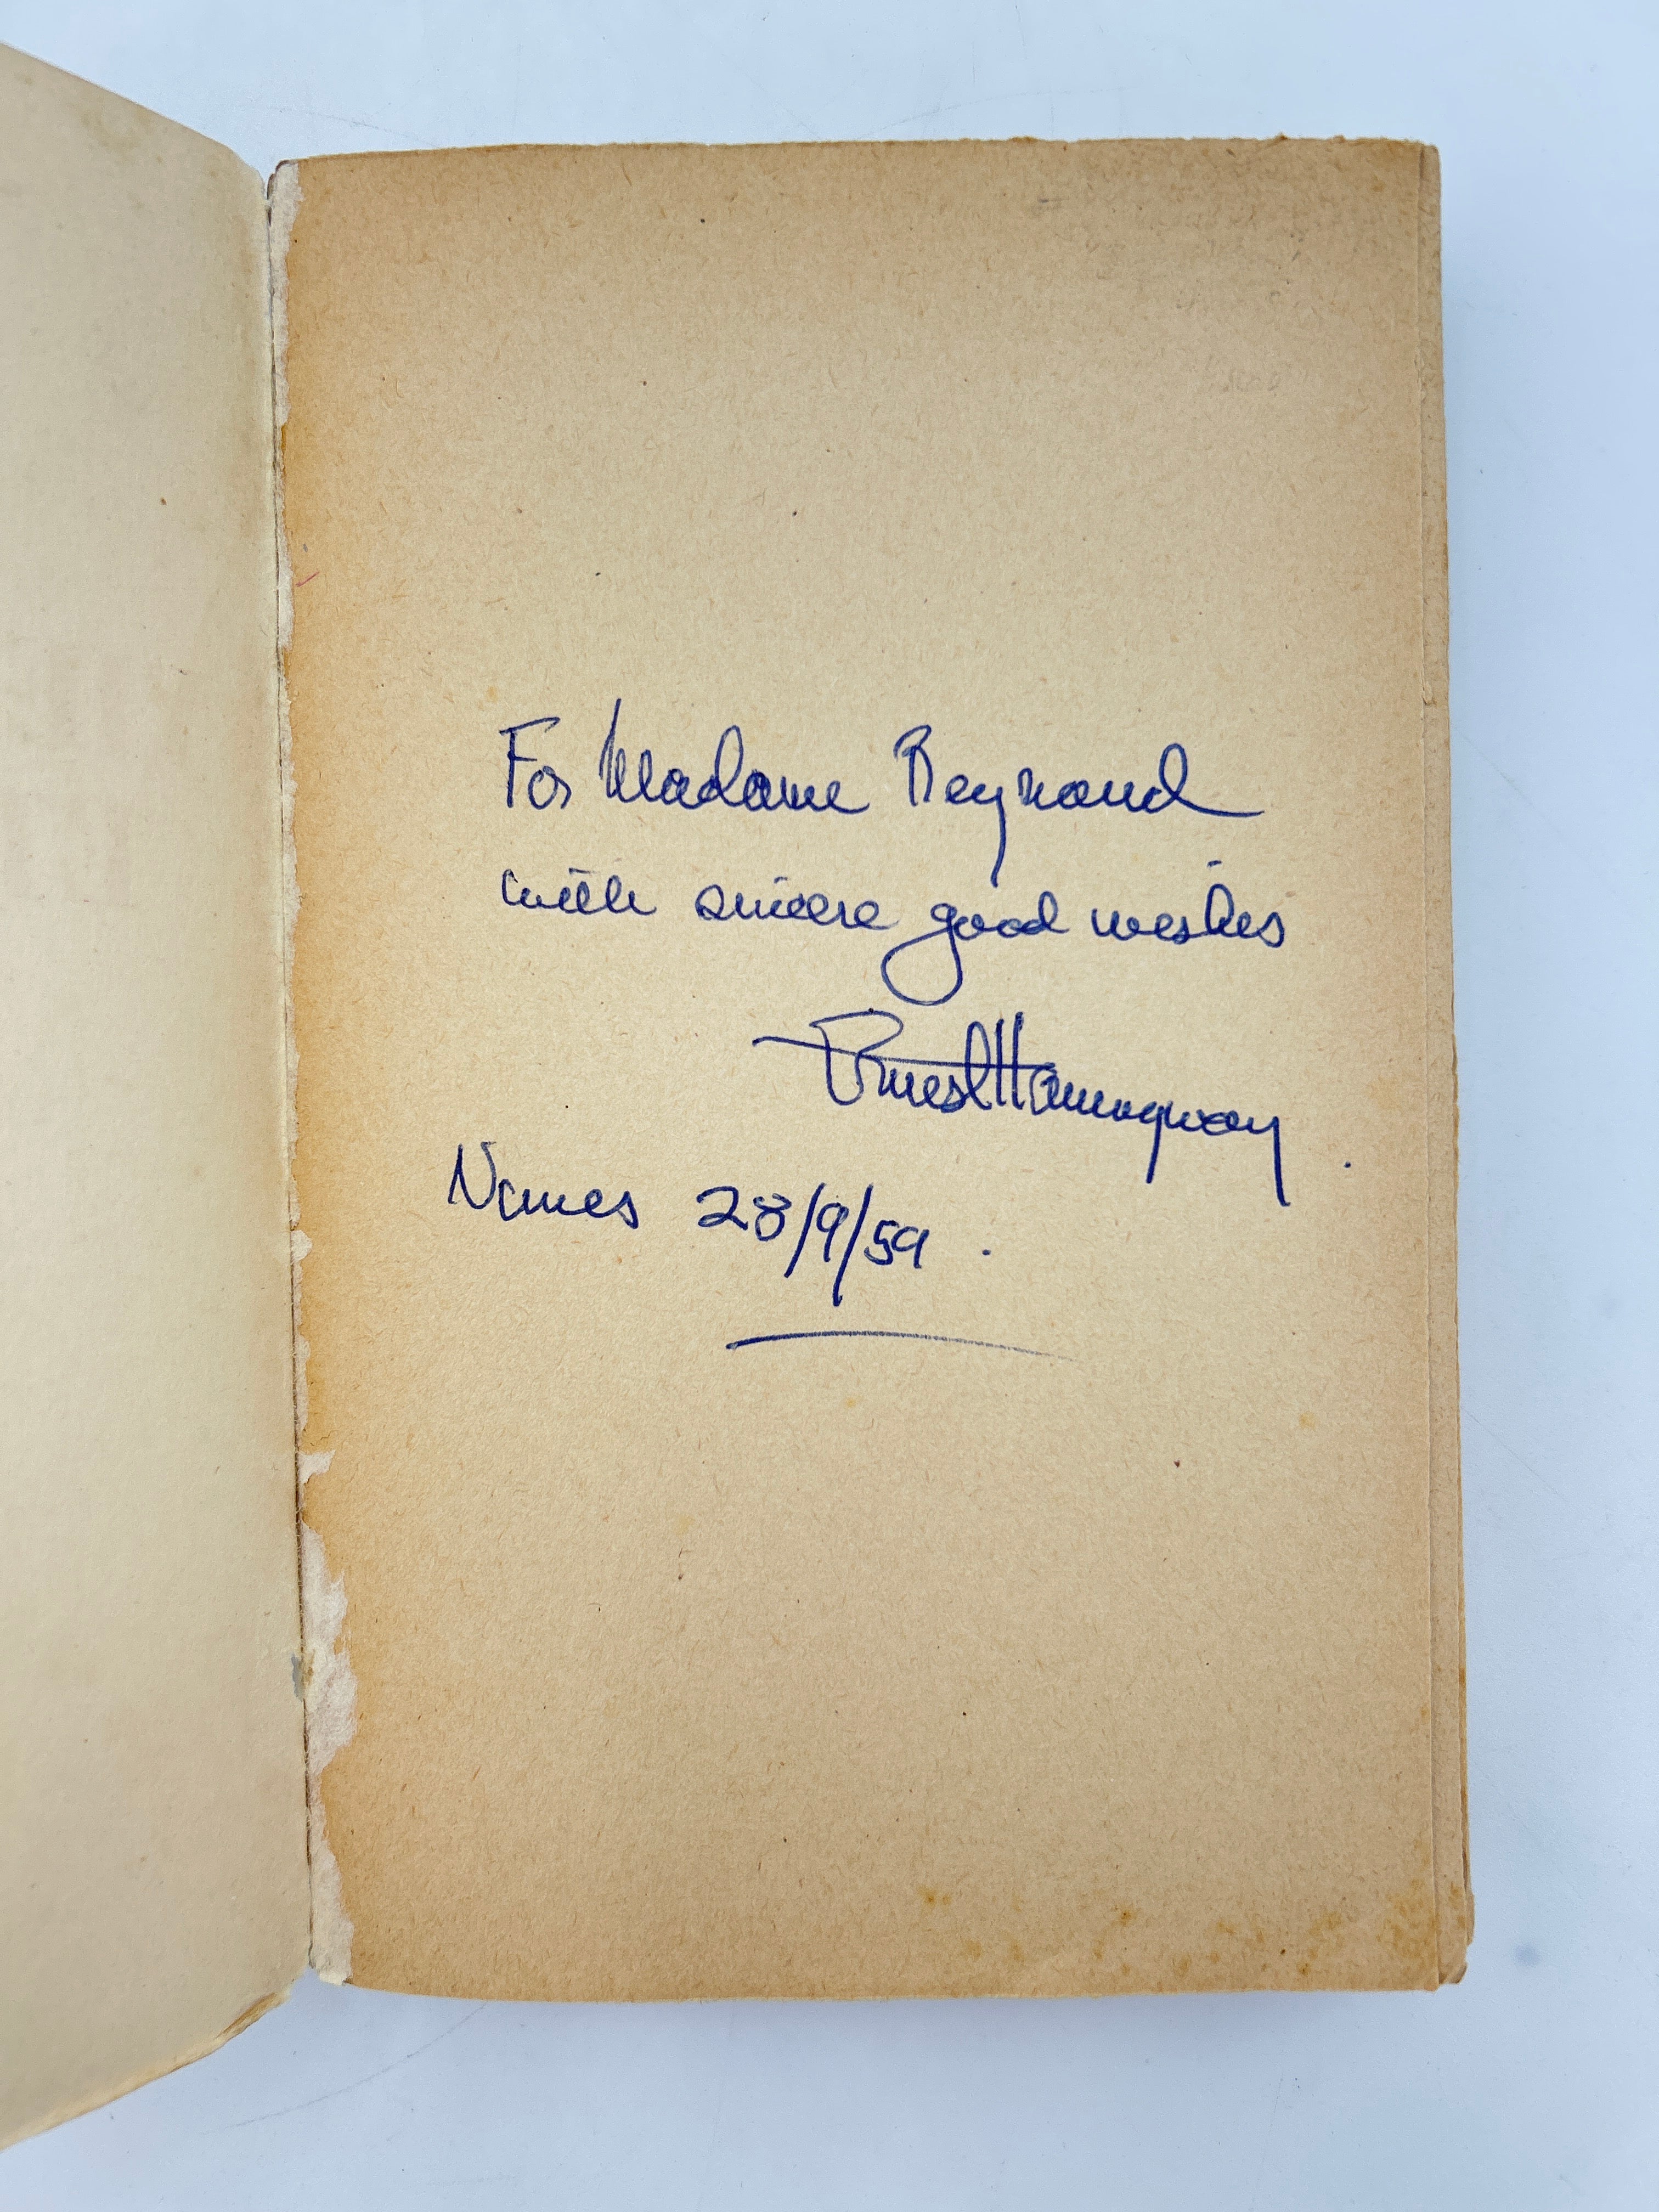 For Madame Reynaud
with sincere good wishes
Ernest Hemingway
Nimes 28/9/59.